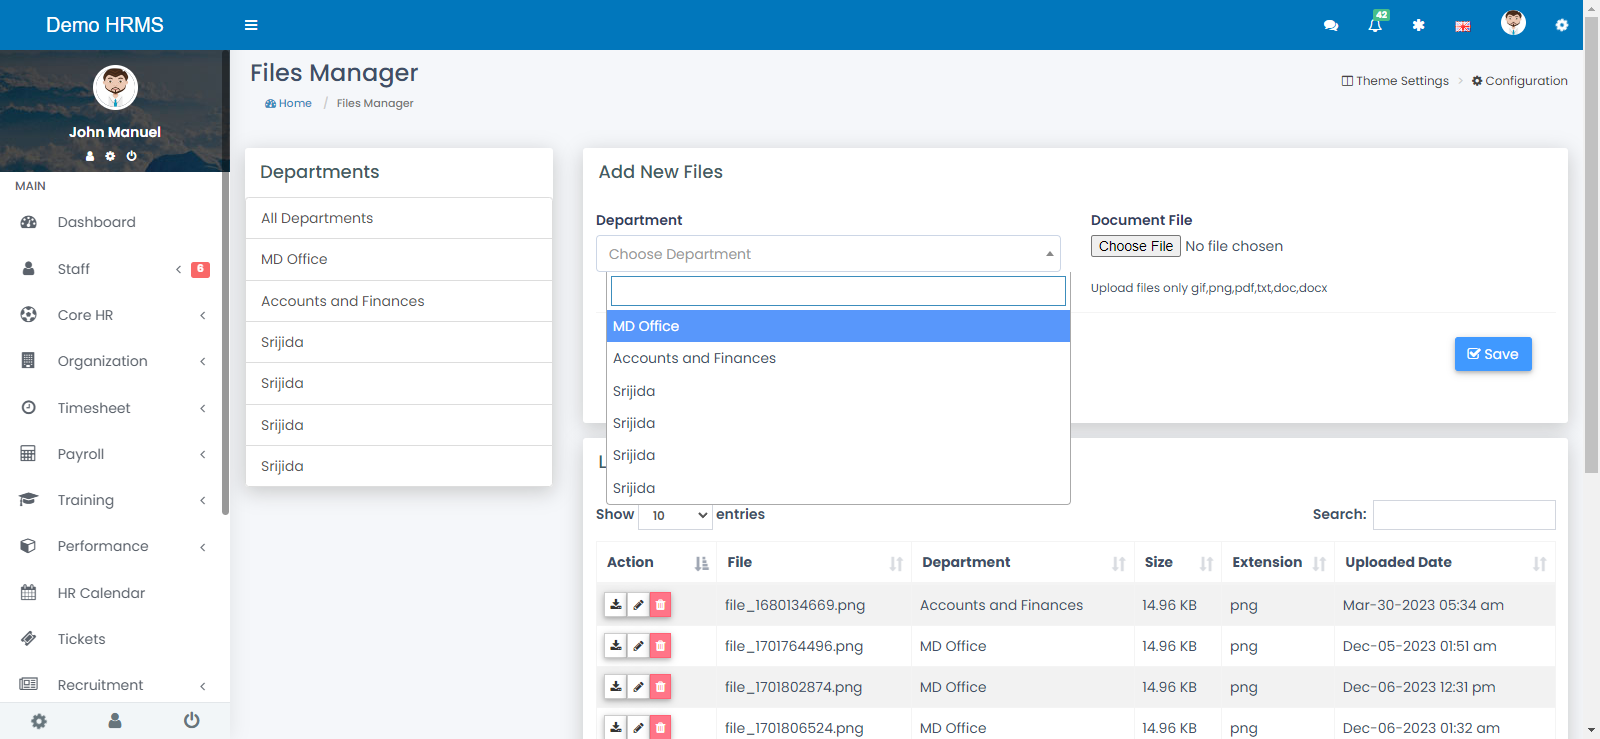 Demo HRMS
42
Files Manager
Home / Files Manager
Theme Settings > Configuration
John Manuel
MAIN
Dashboard
Staff
6
Core HR
Organization
Timesheet
Payroll
Training
Performance
HR Calendar
Tickets
Recruitment
Departments
All Departments
MD Office
Accounts and Finances
Srijida
Srijida
Srijida
Srijida
Add New Files
Department
Choose Department
MD Office
Accounts and Finances
Srijida
Srijida
Srijida
Srijida
Document File
Choose File No file chosen
Upload files only gif,png,pdf,txt,doc,docx
Save
Show 10 entries
Search:
Action File Department Size Extension Uploaded Date
file_1680134669.png Accounts and Finances 14.96 KB png Mar-30-2023 05:34 am
file_1701764496.png MD Office 14.96 KB png Dec-05-2023 01:51 am
file_1701802874.png MD Office 14.96 KB png Dec-06-2023 12:31 pm
file_1701806524.png MD Office 14.96 KB png Dec-06-2023 01:32 am